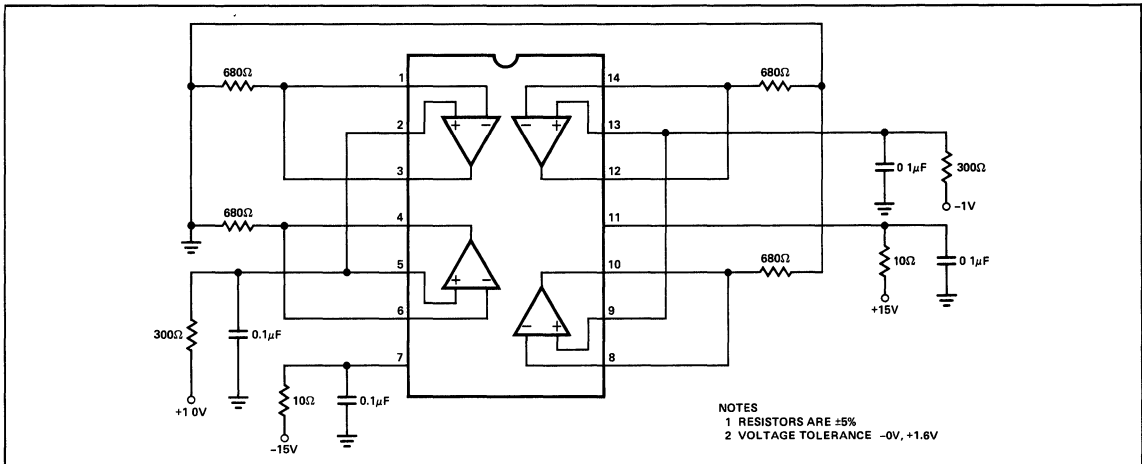 680Ω
680Ω
1
14
2
13
3
12
0 1μF
300Ω
-1V
680Ω
4
11
5
10
680Ω
10Ω
0 1μF
+15V
6
9
300Ω
0.1μF
7
8
+1 0V
10Ω
0.1μF
-15V
NOTES
1 RESISTORS ARE ±5%
2 VOLTAGE TOLERANCE -0V, +1.6V